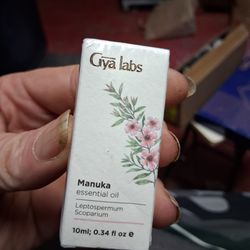 Gya labs
Manuka
essential oil
Leptospermum
Scoparium
10ml; 0.34 fl oz e